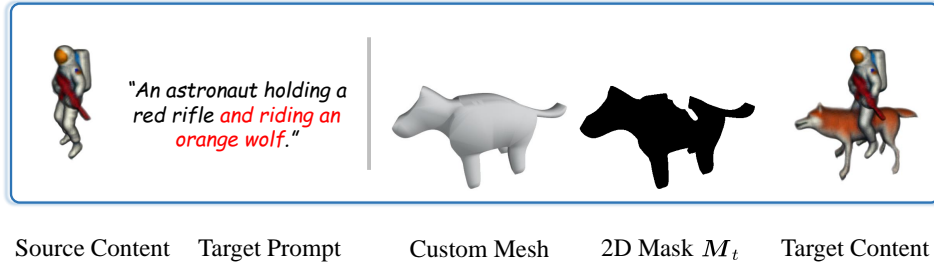 “An astronaut holding a
red rifle and riding an
orange wolf.”
Source Content Target Prompt Custom Mesh 2D Mask M_t Target Content